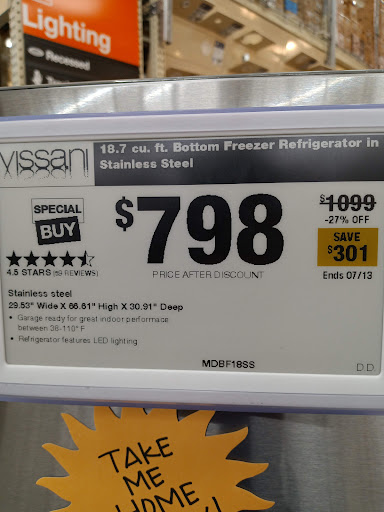 Lighting
Recessed
vissani
18.7 cu. ft. Bottom Freezer Refrigerator in
Stainless Steel
SPECIAL
BUY
$798
$1099
-27% OFF
SAVE
$301
4.5 STARS (59 REVIEWS)
PRICE AFTER DISCOUNT
Ends 07/13
Stainless steel
29.53" Wide X 66.61" High X 30.91" Deep
• Garage ready for great indoor performace
between 38-110° F
• Refrigerator features LED lighting
MDBF18SS
D D
TAKE
ME
HOME